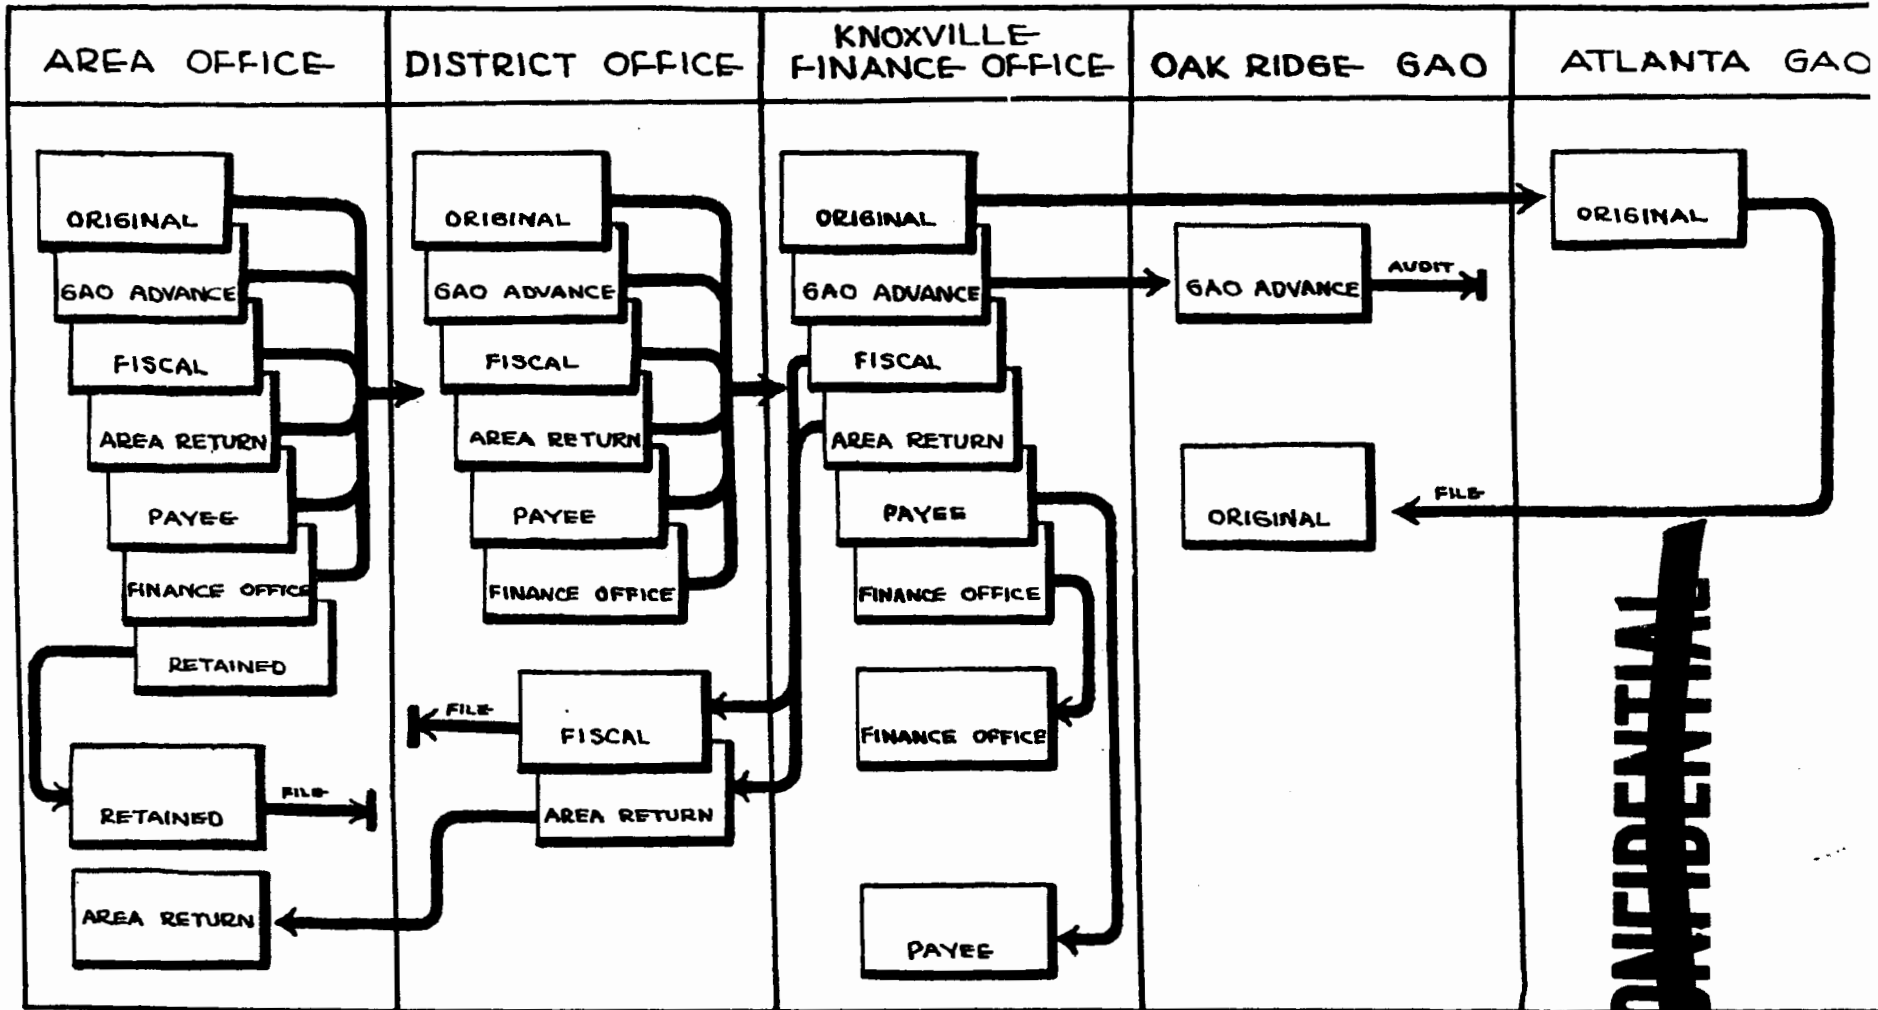 AREA OFFICE
DISTRICT OFFICE
KNOXVILLE
FINANCE OFFICE
OAK RIDGE GAO
ATLANTA GAO
ORIGINAL
GAO ADVANCE
FISCAL
AREA RETURN
PAYEE
FINANCE OFFICE
RETAINED
RETAINED
FILE
AREA RETURN
ORIGINAL
GAO ADVANCE
FISCAL
AREA RETURN
PAYEE
FINANCE OFFICE
FILE
FISCAL
AREA RETURN
ORIGINAL
GAO ADVANCE
FISCAL
AREA RETURN
PAYEE
FINANCE OFFICE
FINANCE OFFICE
PAYEE
GAO ADVANCE
AUDIT
ORIGINAL
FILE
ORIGINAL
ONFIDENTIAL